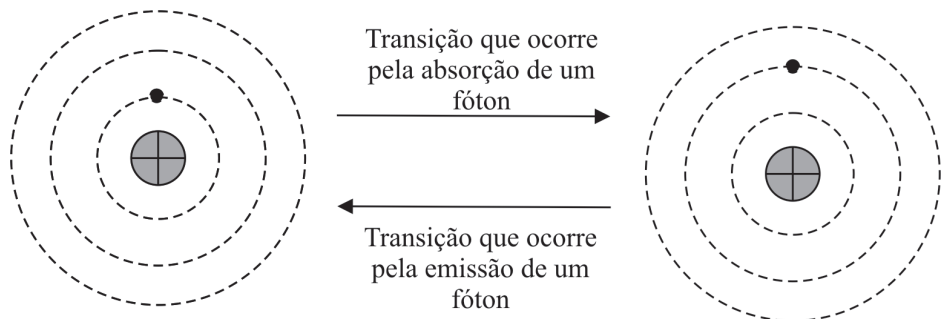 Transição que ocorre
pela absorção de um
fóton
Transição que ocorre
pela emissão de um
fóton